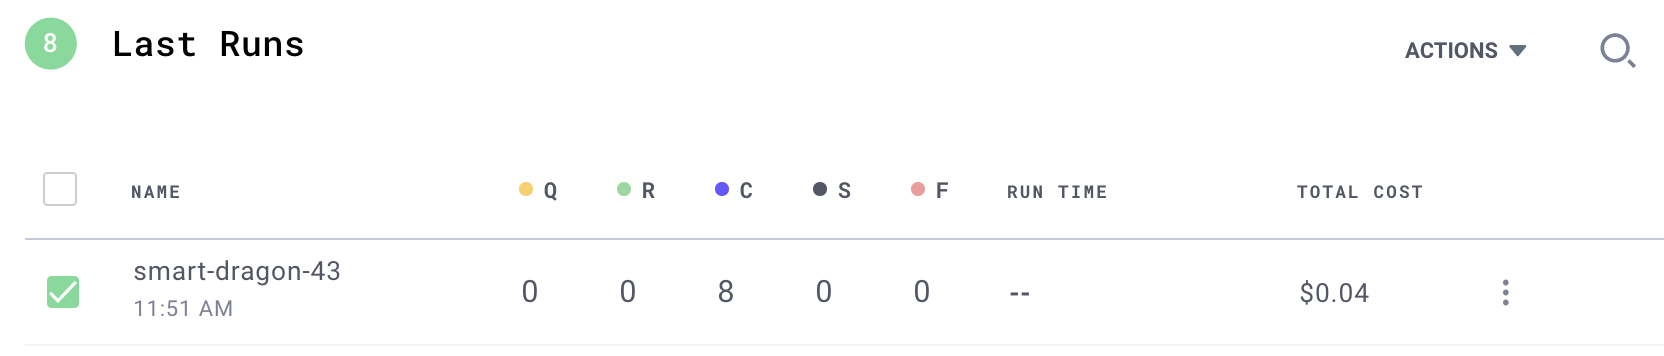 8 Last Runs
ACTIONS
NAME Q R C S F RUN TIME TOTAL COST
smart-dragon-43 0 0 8 0 0 -- $0.04
11:51 AM